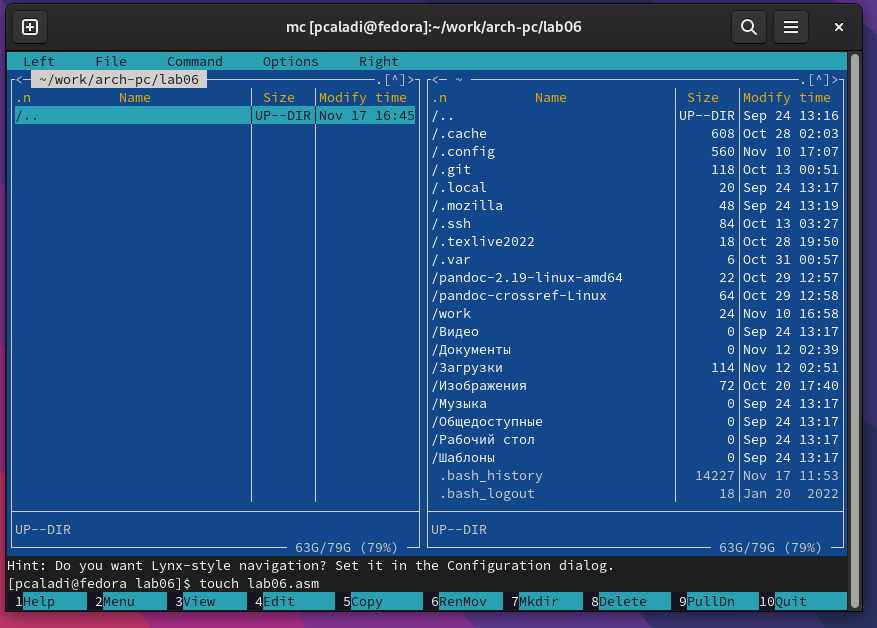 mc [pcaladi@fedora]:~/work/arch-pc/lab06
Left File Command Options Right
<─ ~/work/arch-pc/lab06 ─.[^]>
.n Name Size Modify time
/.. UP--DIR Nov 17 16:45
UP--DIR
63G/79G (79%)
<─ ~ ─.[^]>
.n Name Size Modify time
/.. UP--DIR Sep 24 13:16
/.cache 608 Oct 28 02:03
/.config 560 Nov 10 17:07
/.git 118 Oct 13 00:51
/.local 20 Sep 24 13:17
/.mozilla 48 Sep 24 13:19
/.ssh 84 Oct 13 03:27
/.texlive2022 18 Oct 28 19:50
/.var 6 Oct 31 00:57
/pandoc-2.19-linux-amd64 22 Oct 29 12:57
/pandoc-crossref-Linux 64 Oct 29 12:58
/work 24 Nov 10 16:58
/Видео 0 Sep 24 13:17
/Документы 0 Nov 12 02:39
/Загрузки 114 Nov 12 02:51
/Изображения 72 Oct 20 17:40
/Музыка 0 Sep 24 13:17
/Общедоступные 0 Sep 24 13:17
/Рабочий стол 0 Sep 24 13:17
/Шаблоны 0 Sep 24 13:17
.bash_history 14227 Nov 17 11:53
.bash_logout 18 Jan 20 2022
UP--DIR
63G/79G (79%)
Hint: Do you want Lynx-style navigation? Set it in the Configuration dialog.
[pcaladi@fedora lab06]$ touch lab06.asm
1Help 2Menu 3View 4Edit 5Copy 6RenMov 7Mkdir 8Delete 9PullDn 10Quit